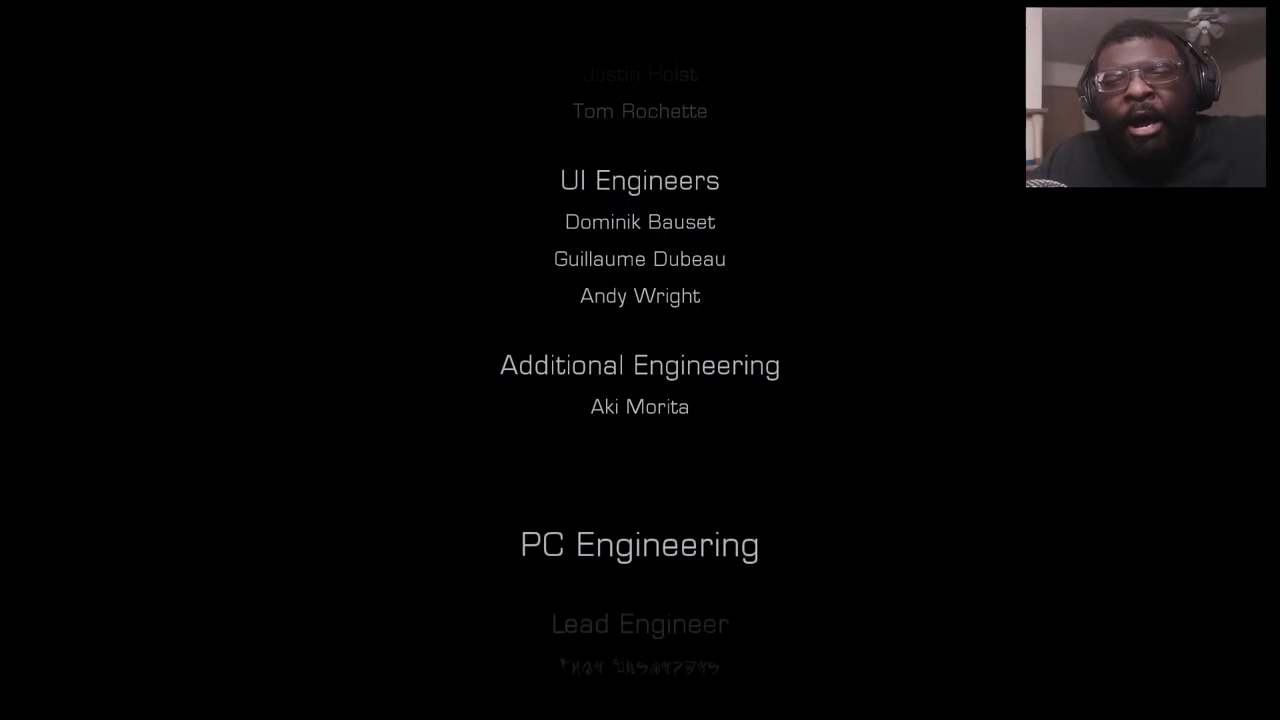 Justin Holst
Tom Rochette
UI Engineers
Dominik Bauset
Guillaume Dubeau
Andy Wright
Additional Engineering
Aki Morita
PC Engineering
Lead Engineer